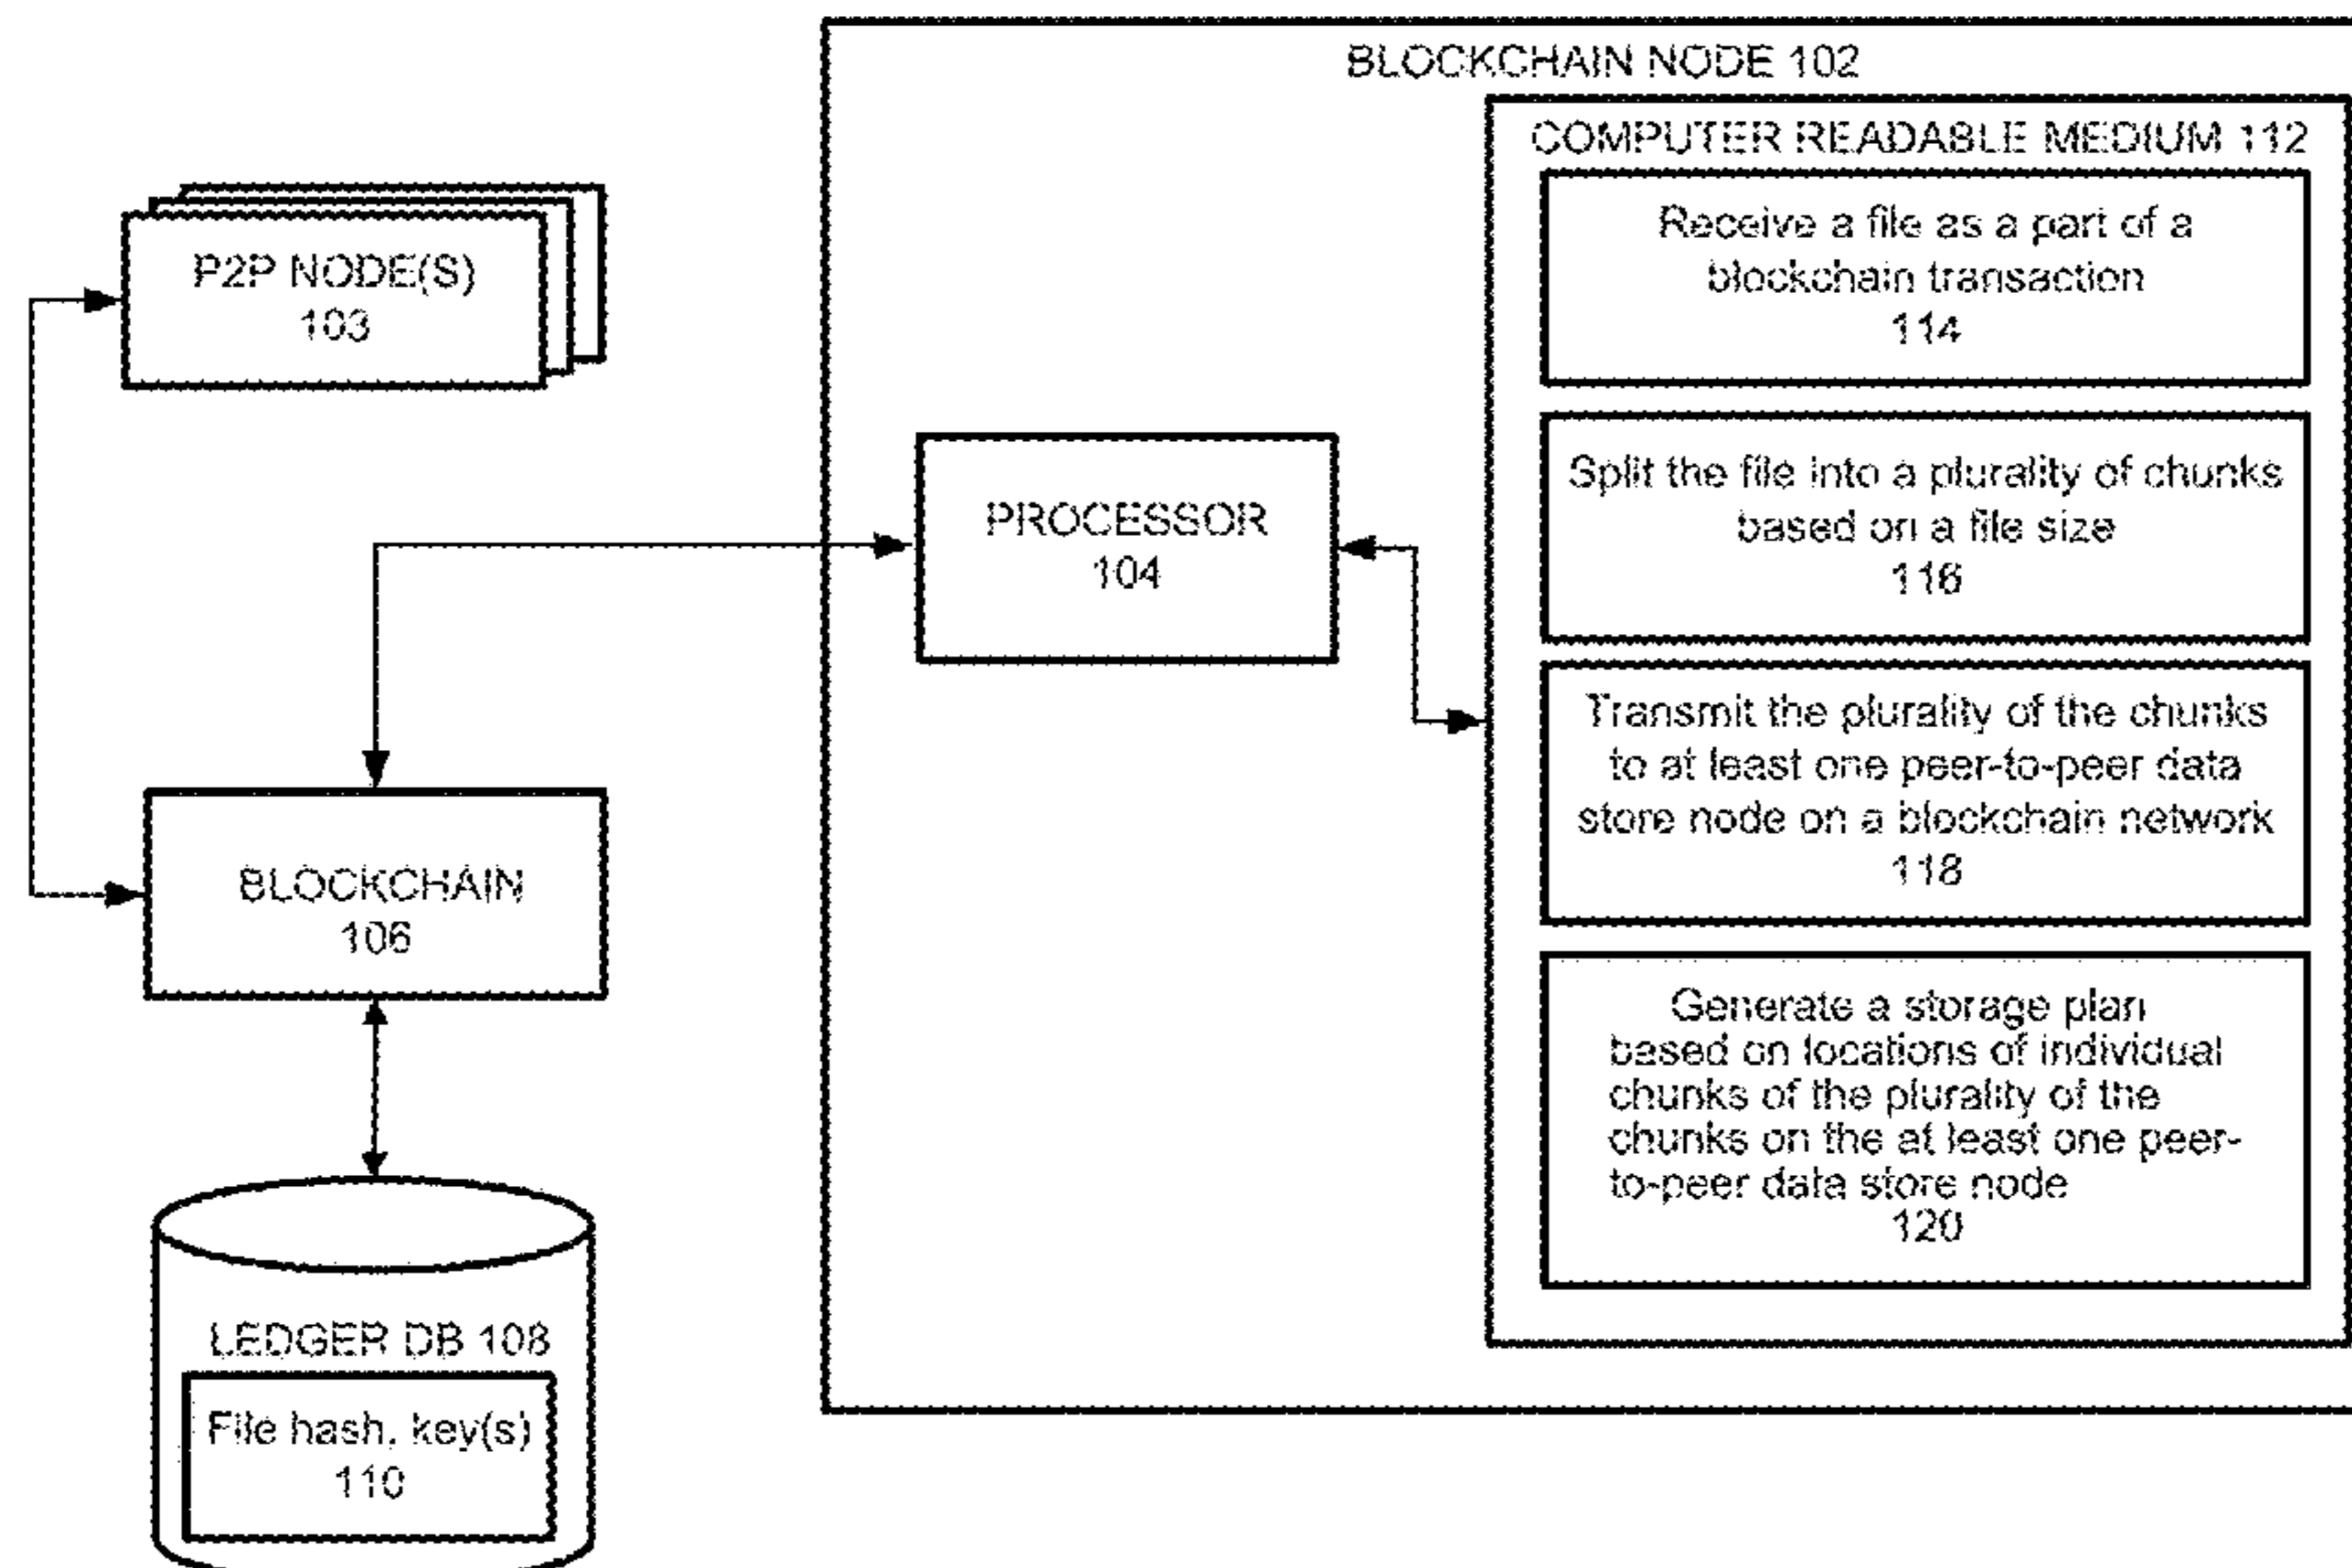 BLOCKCHAIN NODE 102
COMPUTER READABLE MEDIUM 112
Receive a file as a part of a
blockchain transaction
114
P2P NODE(S)
103
Split the file into a plurality of chunks
based on a file size
116
PROCESSOR
104
Transmit the plurality of the chunks
to at least one peer-to-peer data
store node on a blockchain network
118
BLOCKCHAIN
106
Generate a storage plan
based on locations of individual
chunks of the plurality of the
chunks on the at least one peer-
to-peer data store node
120
LEDGER DB 108
File hash, key(s)
110